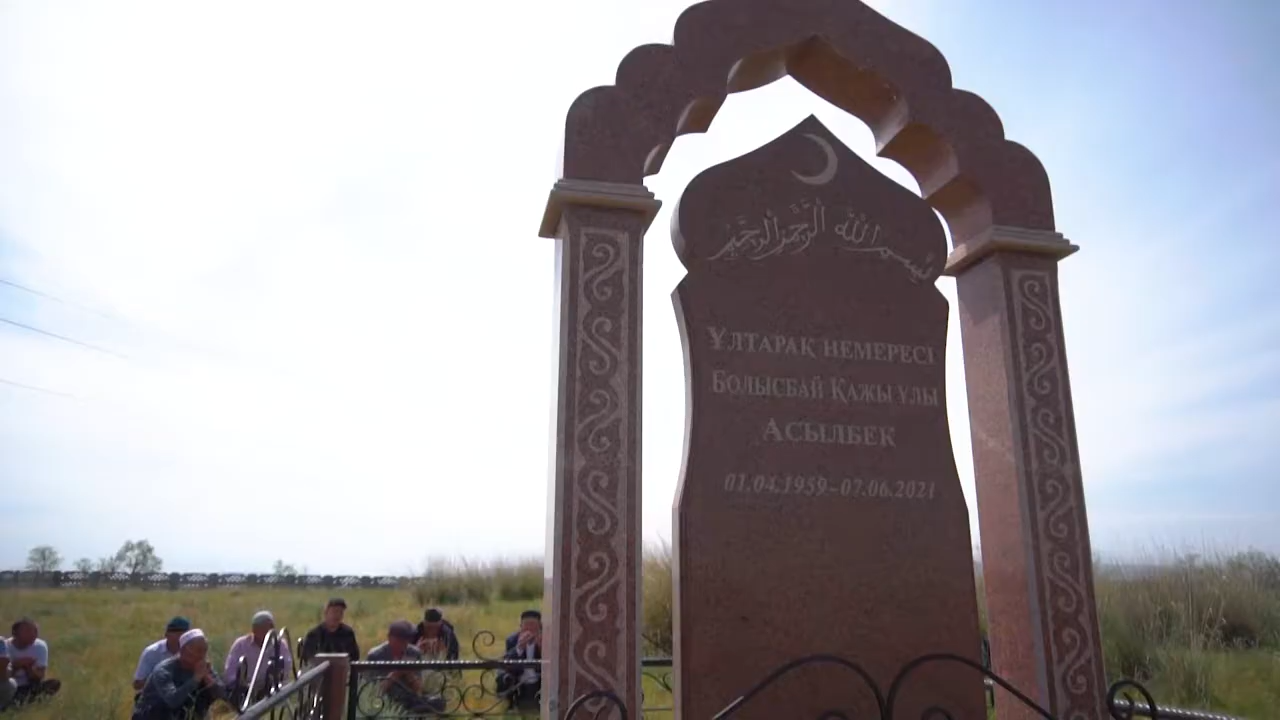 بسم الله الرحمن الرحيم
ҰЛТАРАҚ НЕМЕРЕСІ
БОЛЫСБАЙ ҚАЖЫ ҰЛЫ
АСЫЛБЕК
01.04.1959–07.06.2021